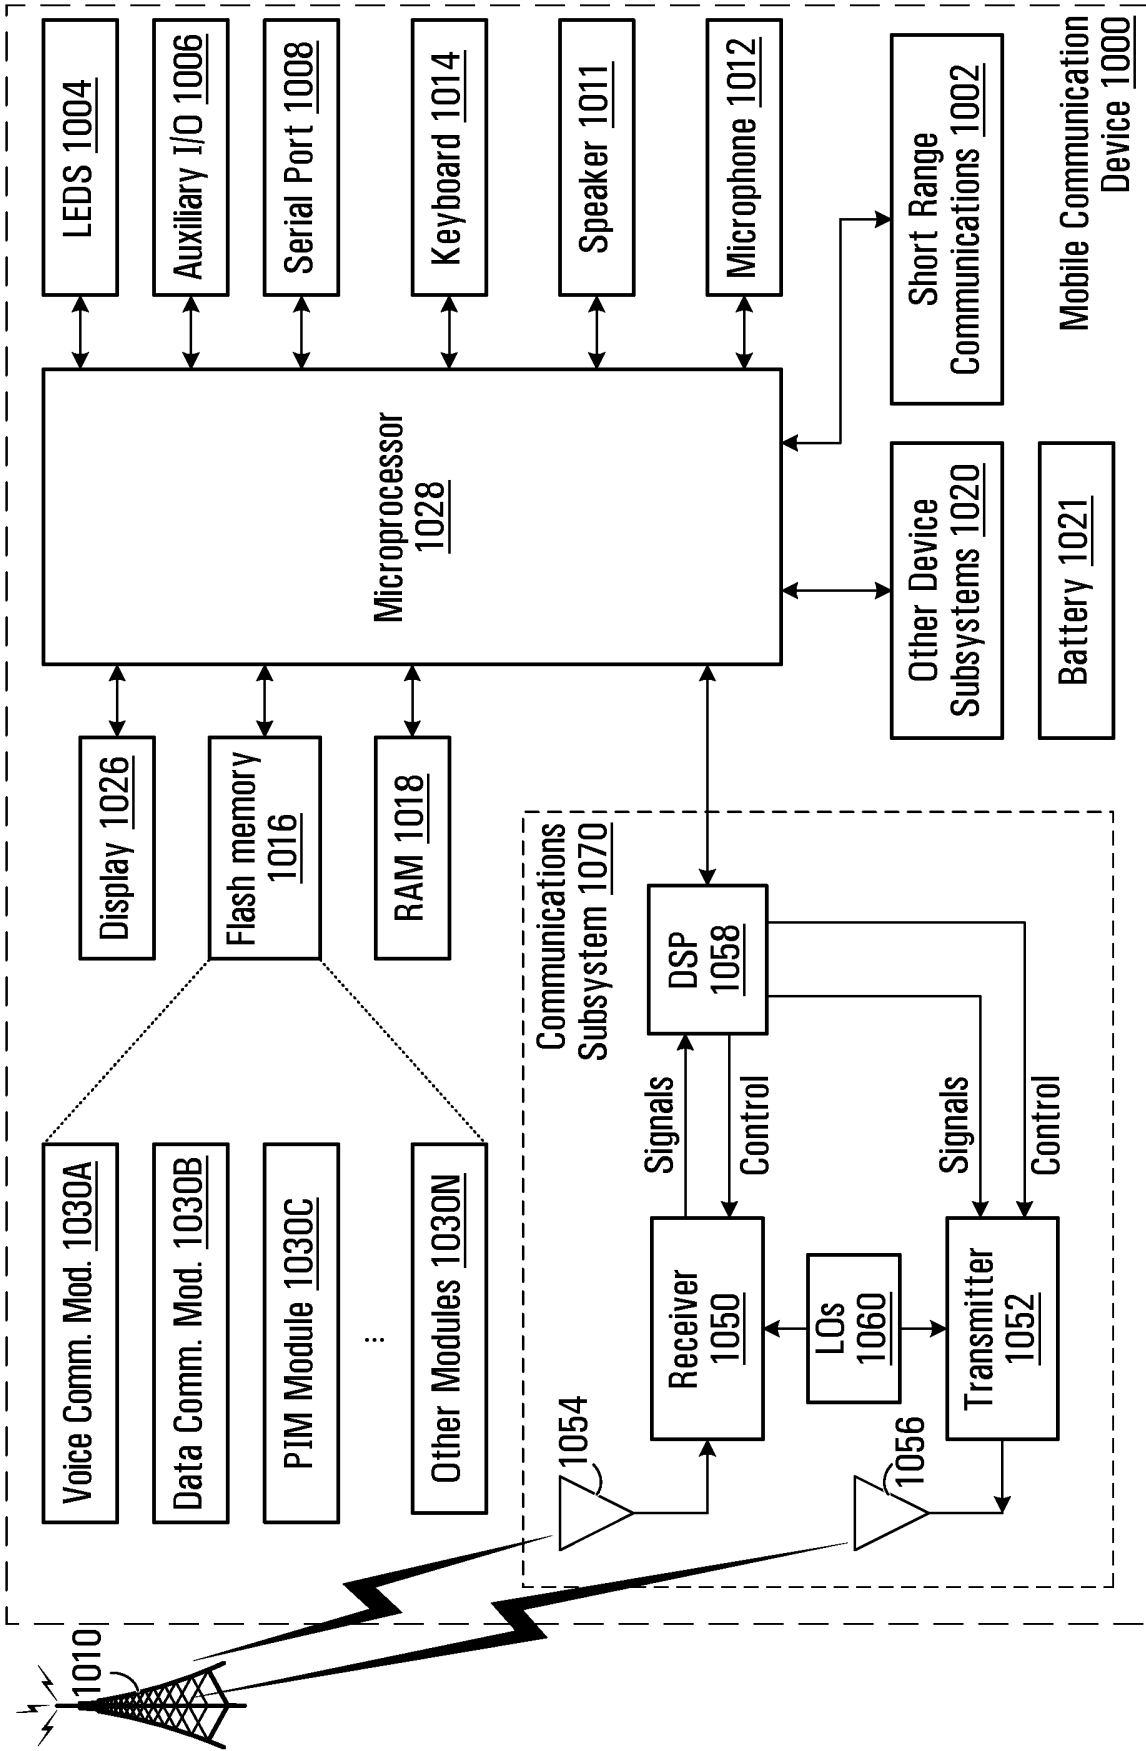 Mobile Communication
Device 1000
Voice Comm. Mod. 1030A
Data Comm. Mod. 1030B
PIM Module 1030C
...
Other Modules 1030N
Display 1026
Flash memory
1016
RAM 1018
Microprocessor
1028
LEDS 1004
Auxiliary I/O 1006
Serial Port 1008
Keyboard 1014
Speaker 1011
Microphone 1012
Short Range
Communications 1002
Other Device
Subsystems 1020
Battery 1021
Communications
Subsystem 1070
DSP
1058
Signals
Control
Signals
Control
Receiver
1050
LOs
1060
Transmitter
1052
1054
1056
1010